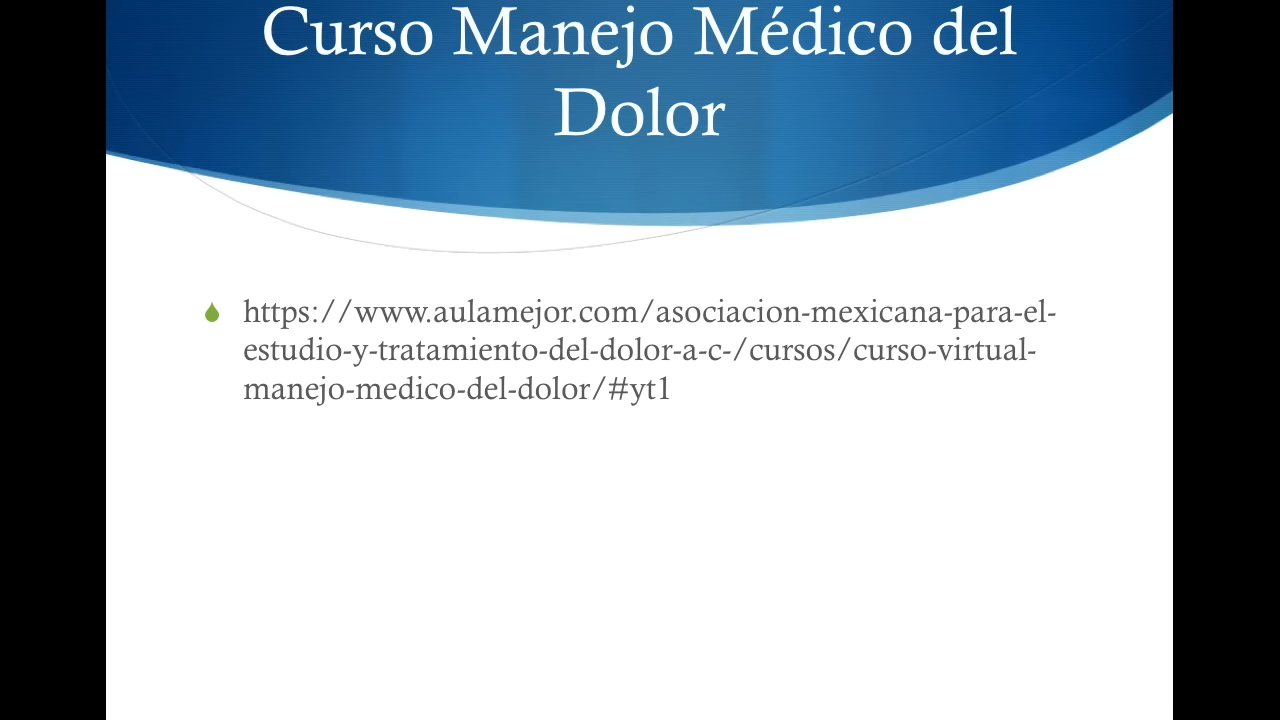 Curso Manejo Médico del
Dolor
https://www.aulamejor.com/asociacion-mexicana-para-el-
estudio-y-tratamiento-del-dolor-a-c-/cursos/curso-virtual-
manejo-medico-del-dolor/#yt1